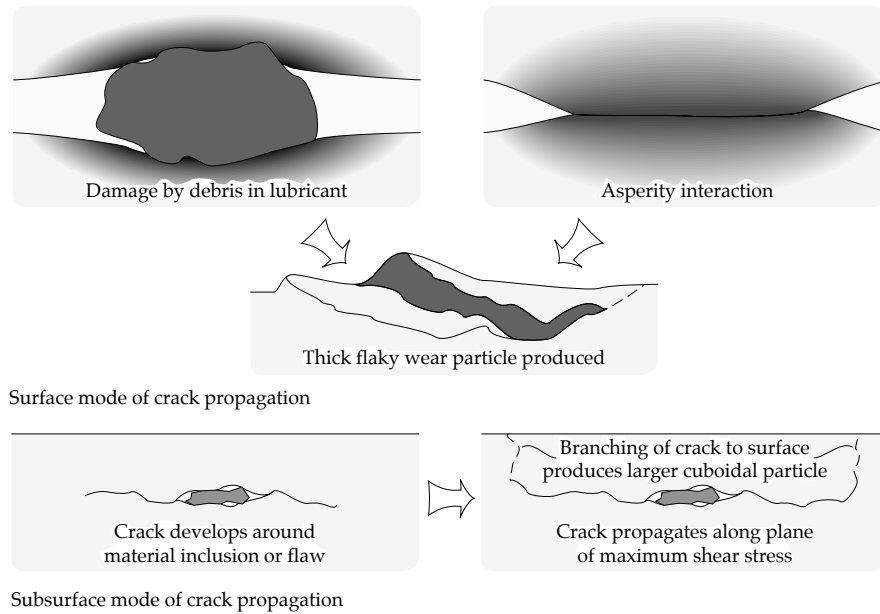 Damage by debris in lubricant
Asperity interaction
Thick flaky wear particle produced
Surface mode of crack propagation
Crack develops around
material inclusion or flaw
Branching of crack to surface
produces larger cuboidal particle
Crack propagates along plane
of maximum shear stress
Subsurface mode of crack propagation